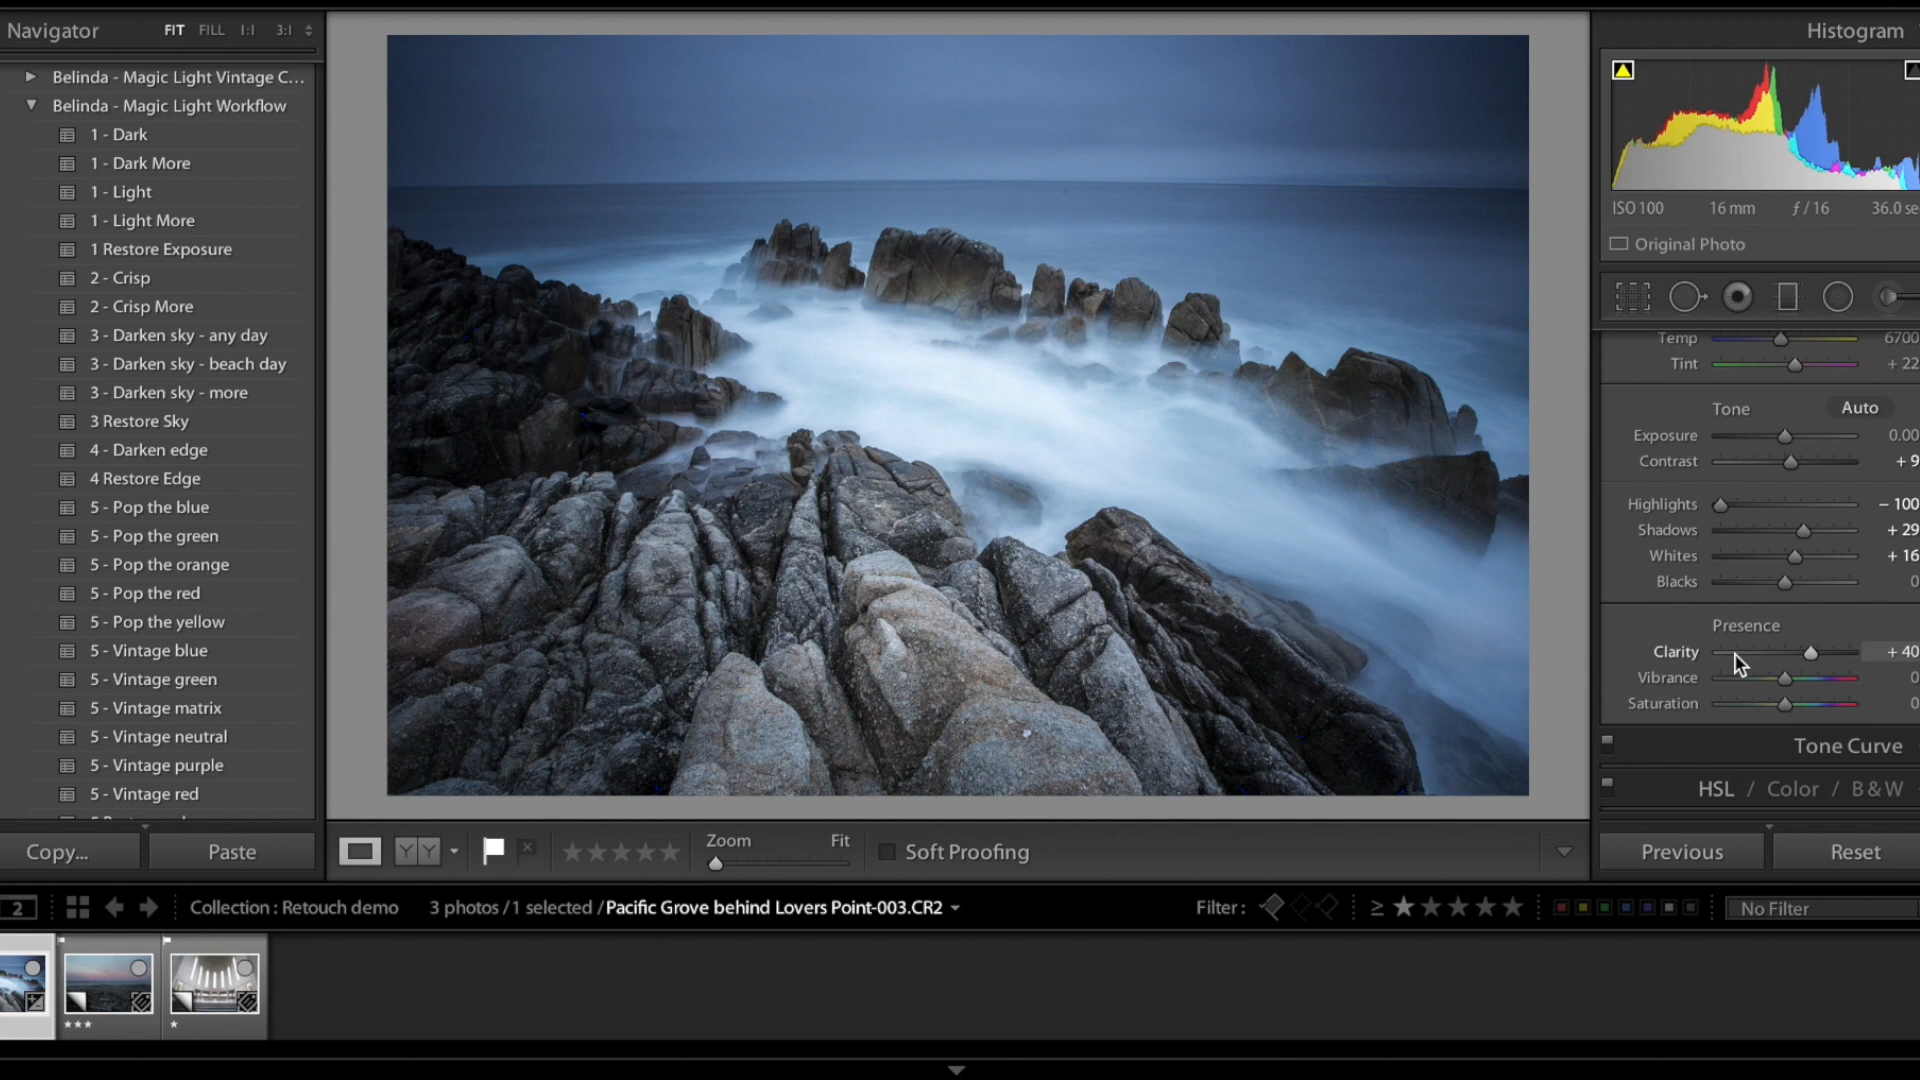 Navigator FIT FILL 1:1 3:1
Belinda - Magic Light Vintage C...
Belinda - Magic Light Workflow
1 - Dark
1 - Dark More
1 - Light
1 - Light More
1 Restore Exposure
2 - Crisp
2 - Crisp More
3 - Darken sky - any day
3 - Darken sky - beach day
3 - Darken sky - more
3 Restore Sky
4 - Darken edge
4 Restore Edge
5 - Pop the blue
5 - Pop the green
5 - Pop the orange
5 - Pop the red
5 - Pop the yellow
5 - Vintage blue
5 - Vintage green
5 - Vintage matrix
5 - Vintage neutral
5 - Vintage purple
5 - Vintage red
Copy... Paste
Y Y Zoom Fit Soft Proofing
Histogram
ISO 100 16 mm ƒ / 16 36.0 se
Original Photo
Temp 6700
Tint + 22
Tone Auto
Exposure 0.00
Contrast + 9
Highlights – 100
Shadows + 29
Whites + 16
Blacks 0
Presence
Clarity + 40
Vibrance 0
Saturation 0
Tone Curve
HSL / Color / B & W
Previous Reset
2 Collection : Retouch demo 3 photos / 1 selected / Pacific Grove behind Lovers Point-003.CR2 Filter : ≥ No Filter